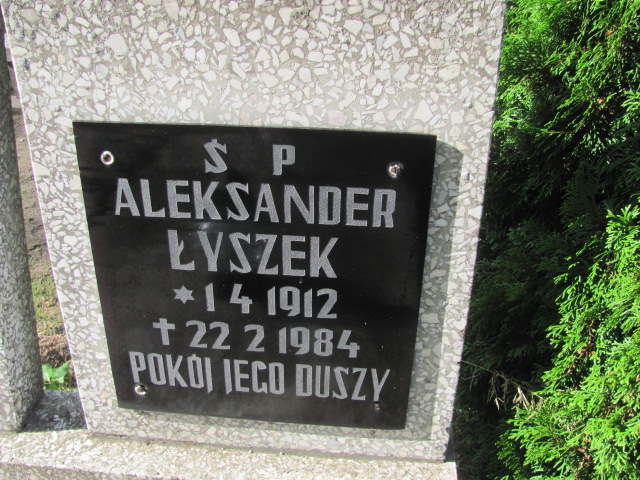 Ś P
ALEKSANDER
ŁYSZEK
* 1 4 1912
✝ 22 2 1984
POKÓJ JEGO DUSZY